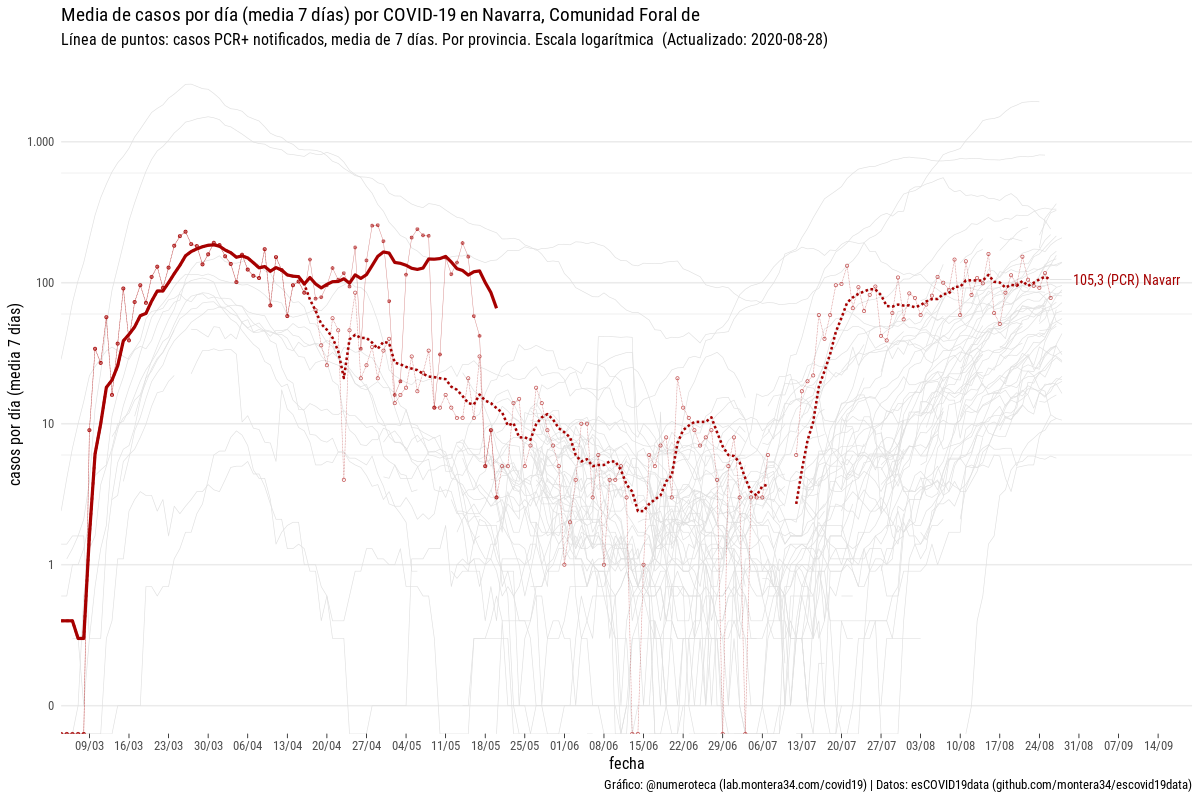 Media de casos por día (media 7 días) por COVID-19 en Navarra, Comunidad Foral de
Línea de puntos: casos PCR+ notificados, media de 7 días. Por provincia. Escala logarítmica (Actualizado: 2020-08-28)
casos por día (media 7 días)
1.000
100
10
1
0
105,3 (PCR) Navarr
09/03 16/03 23/03 30/03 06/04 13/04 20/04 27/04 04/05 11/05 18/05 25/05 01/06 08/06 15/06 22/06 29/06 06/07 13/07 20/07 27/07 03/08 10/08 17/08 24/08 31/08 07/09 14/09
fecha
Gráfico: @numeroteca (lab.montera34.com/covid19) | Datos: esCOVID19data (github.com/montera34/escovid19data)